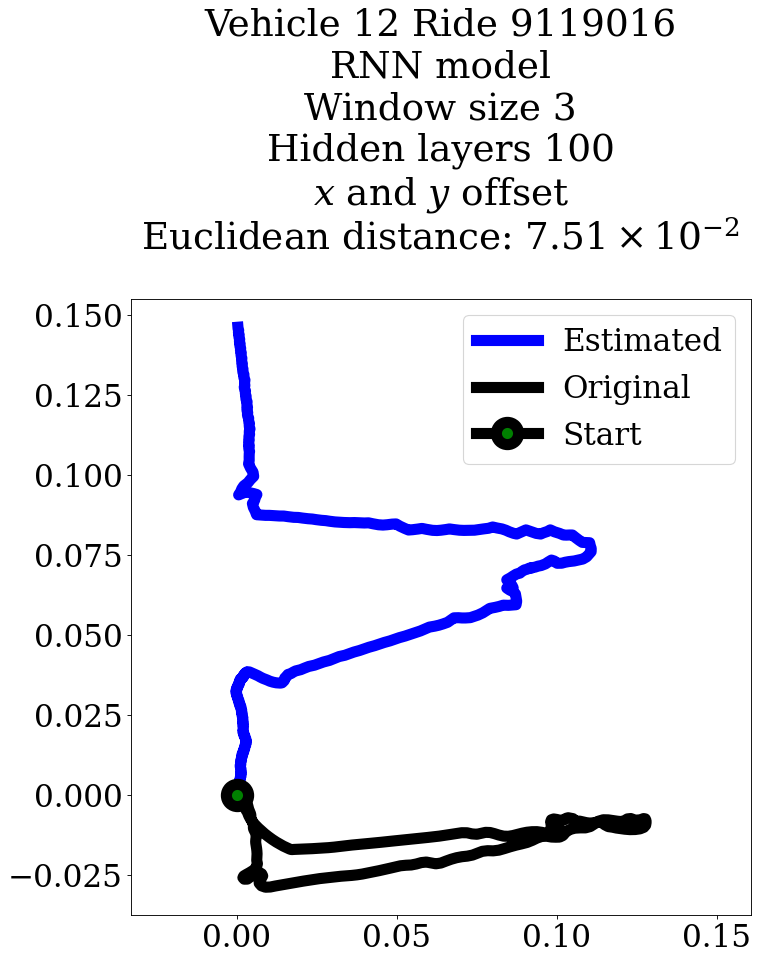 Vehicle 12 Ride 9119016
RNN model
Window size 3
Hidden layers 100
x and y offset
Euclidean distance: 7.51 × 10⁻²
0.150
0.125
0.100
0.075
0.050
0.025
0.000
−0.025
Estimated
Original
Start
0.00 0.05 0.10 0.15